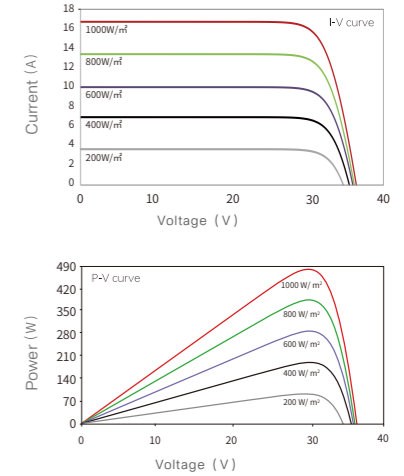 18
I-V curve
16
1000W/㎡
14
800W/㎡
12
10
600W/㎡
8
400W/㎡
6
4
200W/㎡
2
0
Current (A)
0 10 20 30 40
Voltage (V)
490
P-V curve
1000 W/ m²
420
800 W/ m²
350
600 W/ m²
280
210
400 W/ m²
140
200 W/ m²
70
0
Power (W)
0 10 20 30 40
Voltage (V)